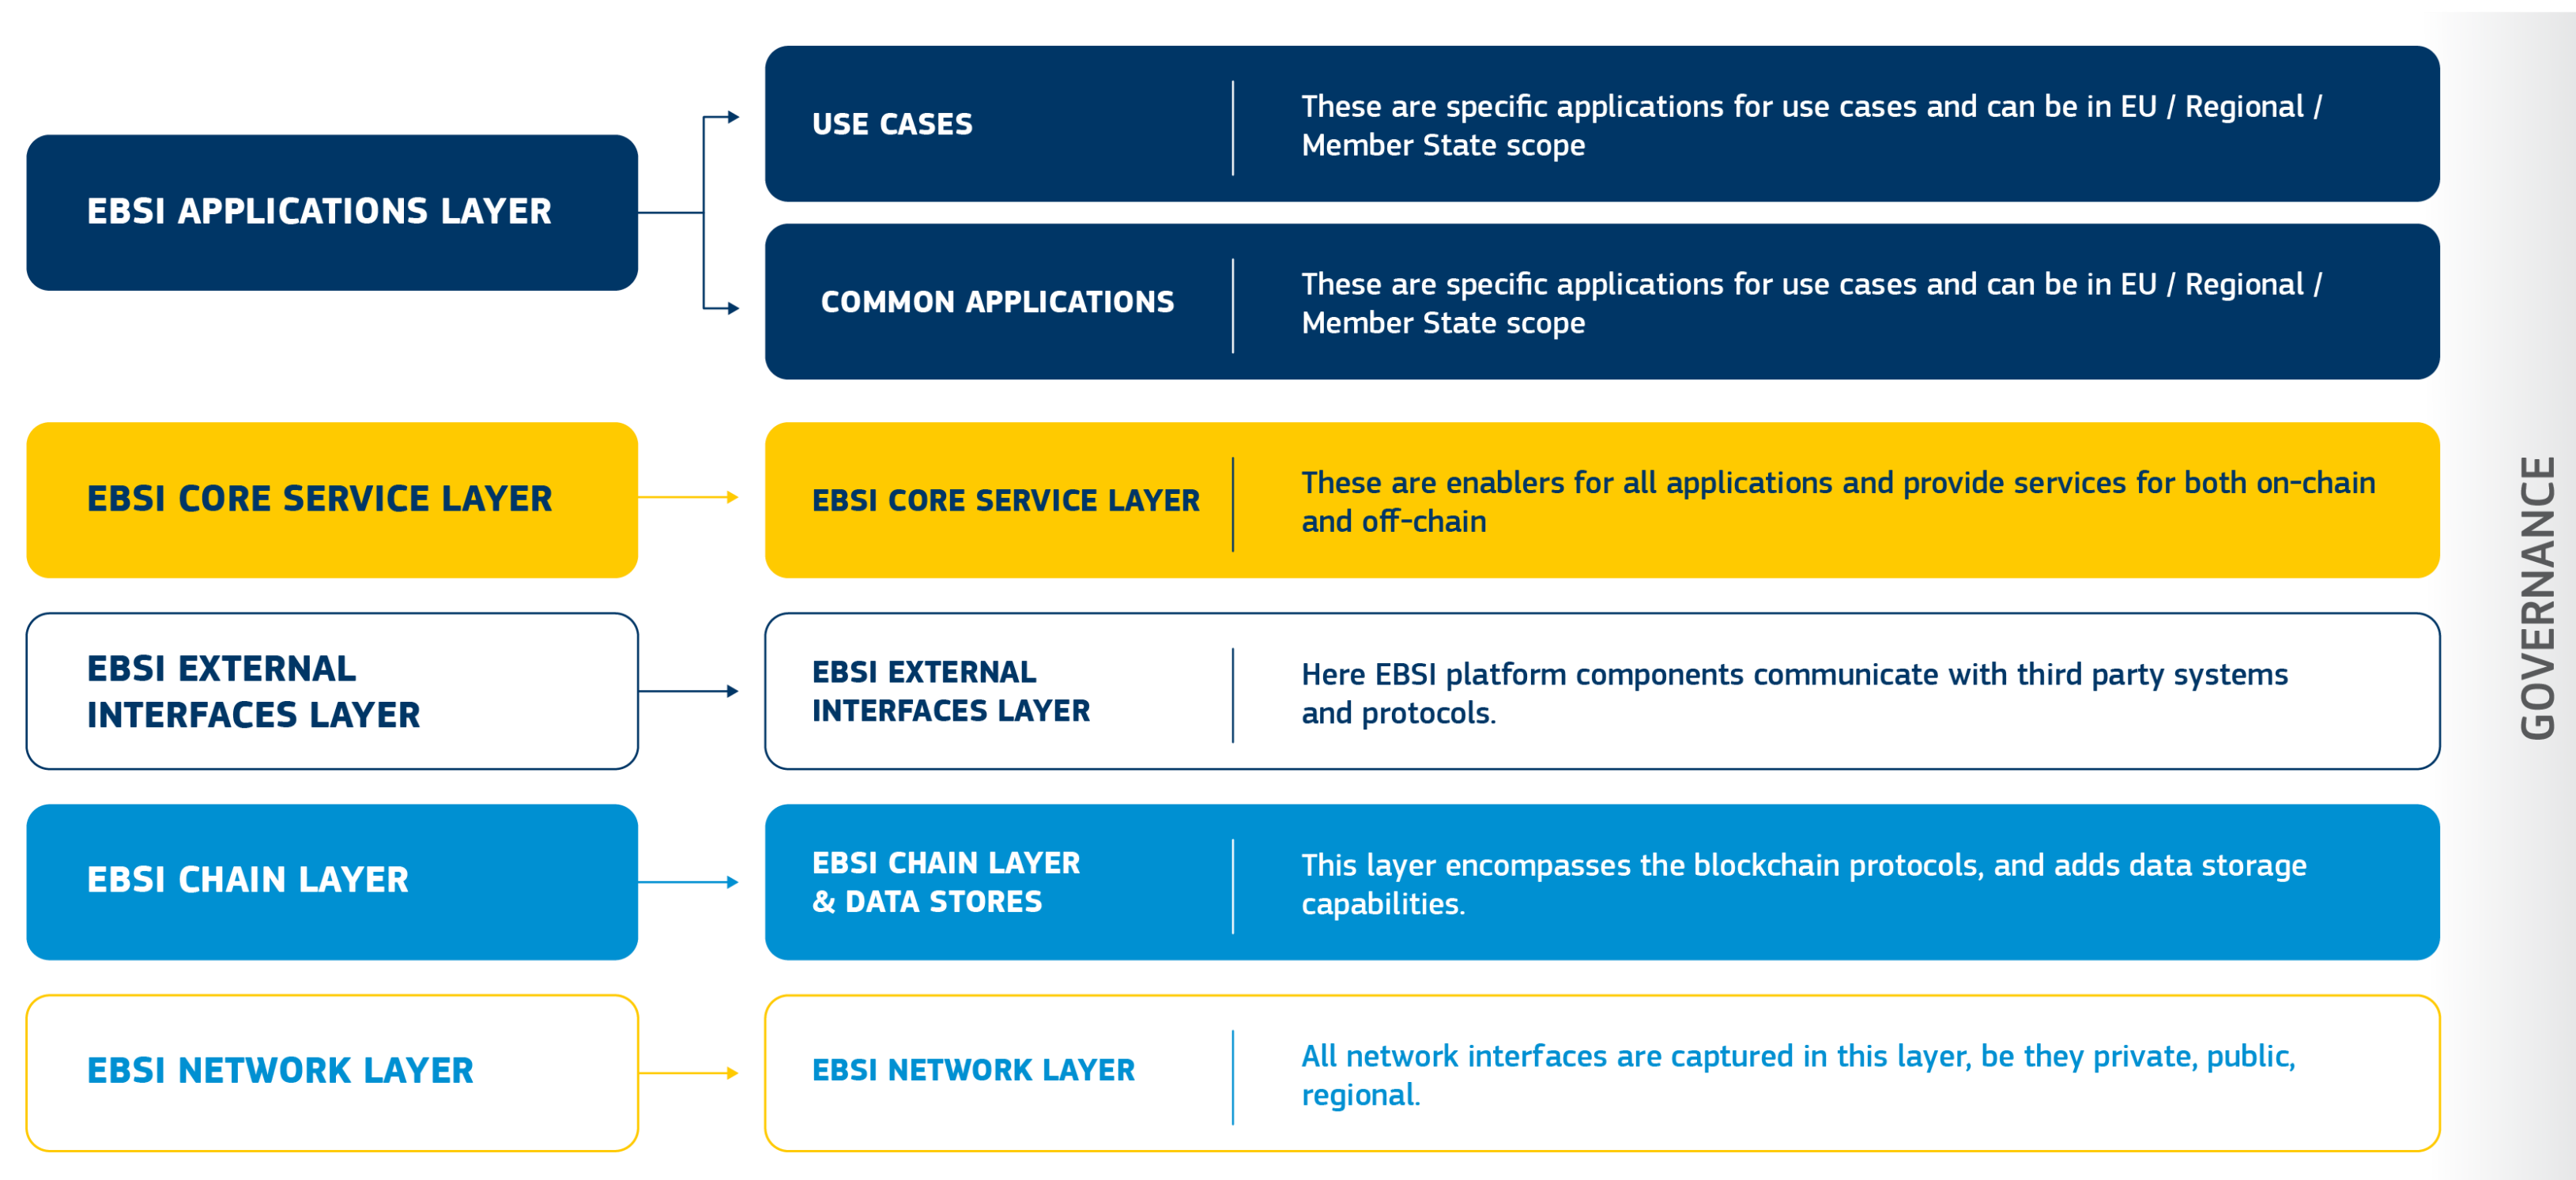 EBSI APPLICATIONS LAYER
USE CASES
These are specific applications for use cases and can be in EU / Regional /
Member State scope
COMMON APPLICATIONS
These are specific applications for use cases and can be in EU / Regional /
Member State scope
EBSI CORE SERVICE LAYER
EBSI CORE SERVICE LAYER
These are enablers for all applications and provide services for both on-chain
and off-chain
EBSI EXTERNAL
INTERFACES LAYER
EBSI EXTERNAL
INTERFACES LAYER
Here EBSI platform components communicate with third party systems
and protocols.
EBSI CHAIN LAYER
EBSI CHAIN LAYER
& DATA STORES
This layer encompasses the blockchain protocols, and adds data storage
capabilities.
EBSI NETWORK LAYER
EBSI NETWORK LAYER
All network interfaces are captured in this layer, be they private, public,
regional.
GOVERNANCE